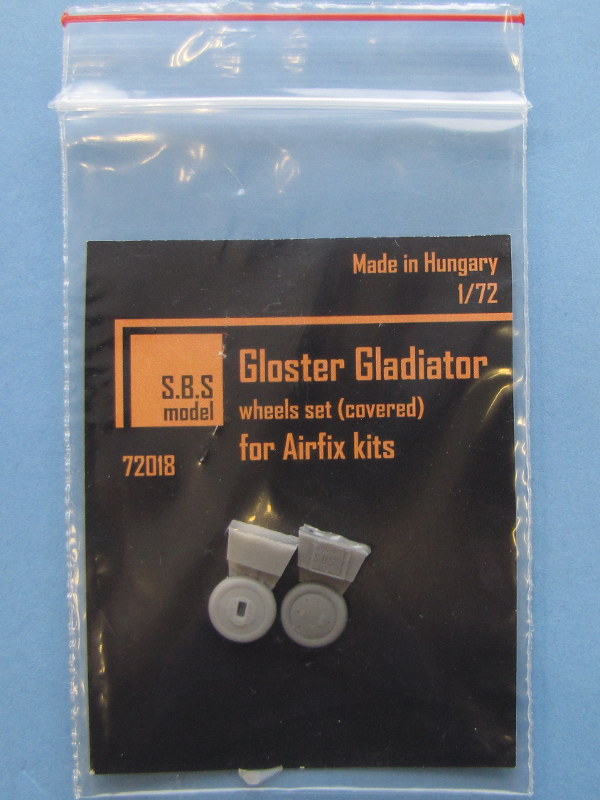 Made in Hungary
1/72
S.B.S
model
Gloster Gladiator
wheels set (covered)
for Airfix kits
72018